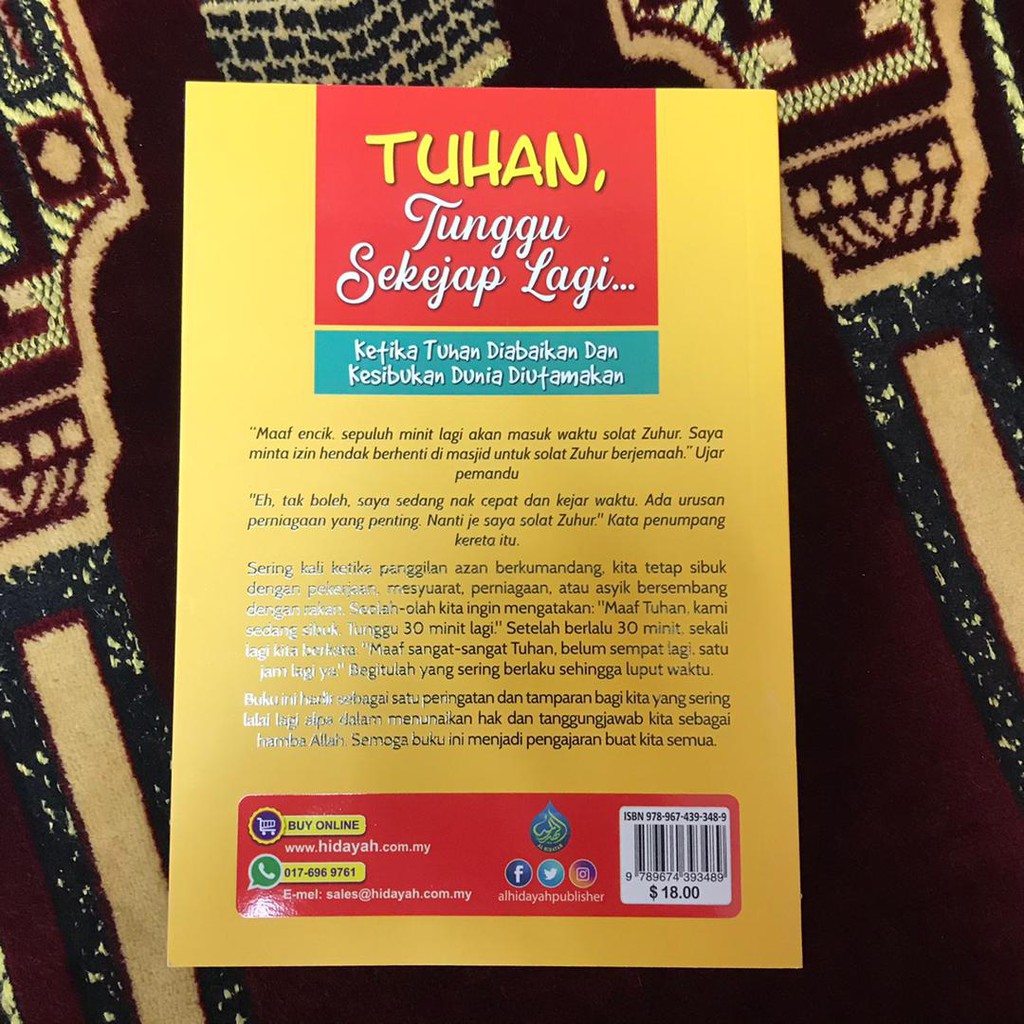 TUHAN,
Tunggu
Sekejap Lagi...
Ketika Tuhan Diabaikan Dan
Kesibukan Dunia Diutamakan
"Maaf encik. sepuluh minit lagi akan masuk waktu solat Zuhur. Saya
minta izin hendak berhenti di masjid untuk solat Zuhur berjemaah." Ujar
pemandu
"Eh, tak boleh, saya sedang nak cepat dan kejar waktu. Ada urusan
perniagaan yang penting. Nanti je saya solat Zuhur." Kata penumpang
kereta itu.
Sering kali ketika panggilan azan berkumandang, kita tetap sibuk
dengan pekerjaan, mesyuarat, perniagaan, atau asyik bersembang
dengan rakan. Seolah-olah kita ingin mengatakan: "Maaf Tuhan, kami
sedang sibuk. Tunggu 30 minit lagi." Setelah berlalu 30 minit, sekali
lagi kita berkata: "Maaf sangat-sangat Tuhan, belum sempat lagi. satu
jam lagi ya." Begitulah yang sering berlaku sehingga luput waktu.
Buku ini hadir sebagai satu peringatan dan tamparan bagi kita yang sering
lalai lagi alpa dalam menunaikan hak dan tanggungjawab kita sebagai
hamba Allah. Semoga buku ini menjadi pengajaran buat kita semua.
BUY ONLINE
www.hidayah.com.my
017-696 9761
E-mel: sales@hidayah.com.my
AL HIDAYAH
alhidayahpublisher
ISBN 978-967-439-348-9
9 789674 393489
$ 18.00